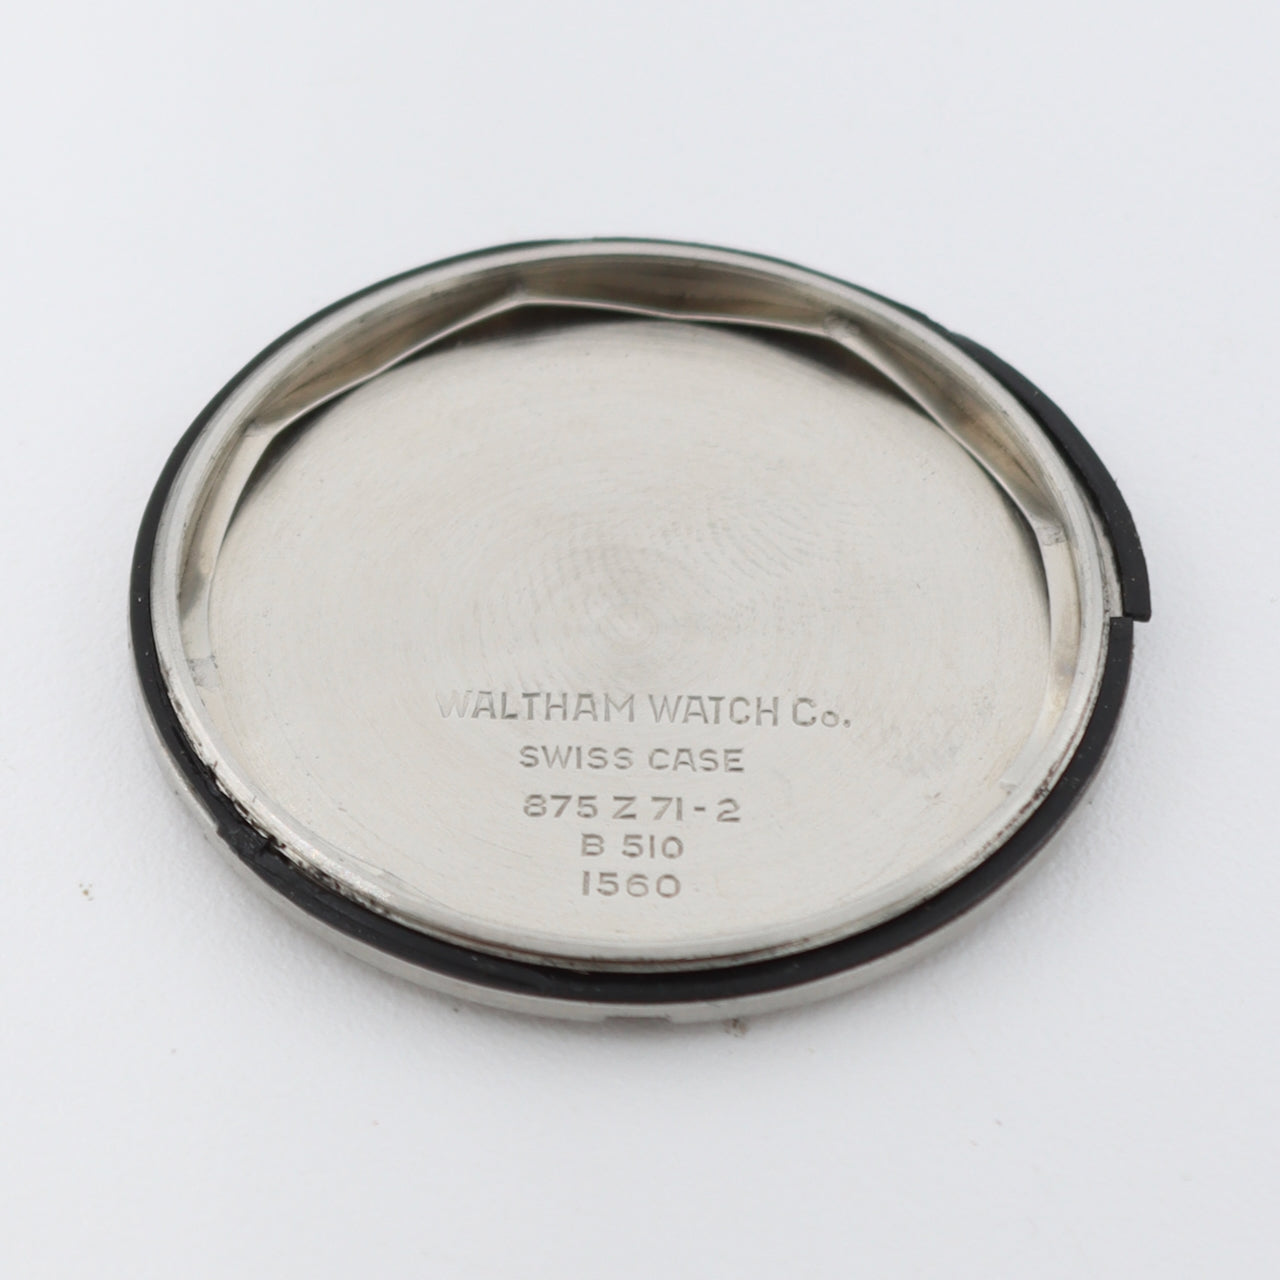 WALTHAM WATCH Co.
SWISS CASE
875 Z 71-2
B 510
1560